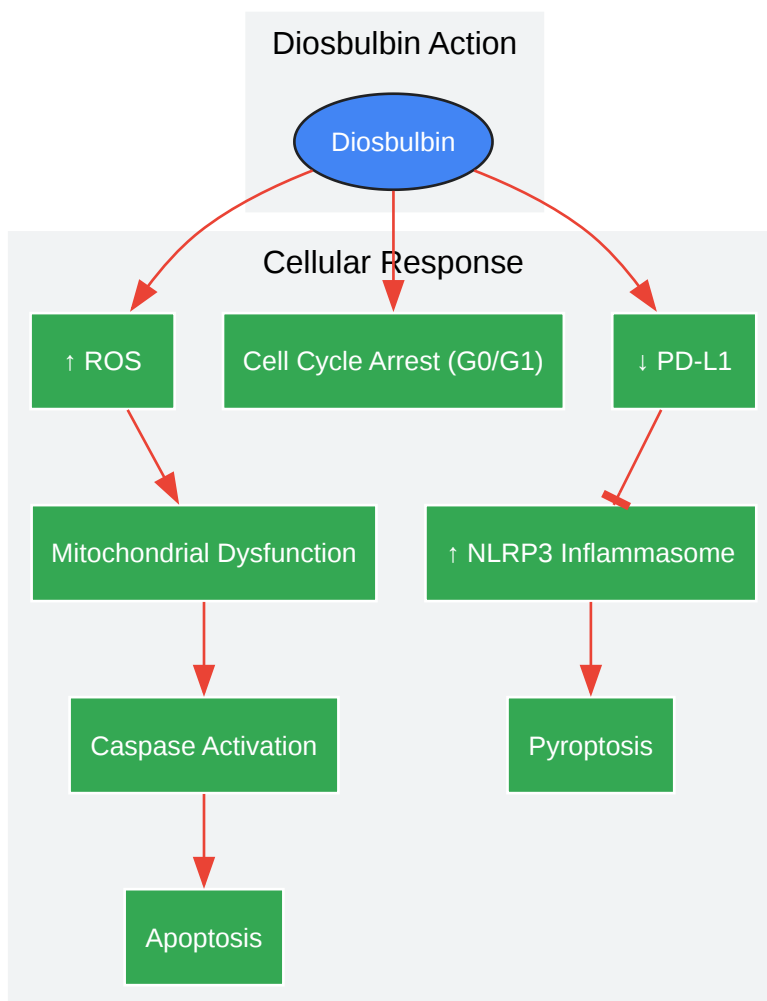 Diosbulbin Action
Diosbulbin
Cellular Response
↑ ROS
Cell Cycle Arrest (G0/G1)
↓ PD-L1
Mitochondrial Dysfunction
↑ NLRP3 Inflammasome
Caspase Activation
Pyroptosis
Apoptosis